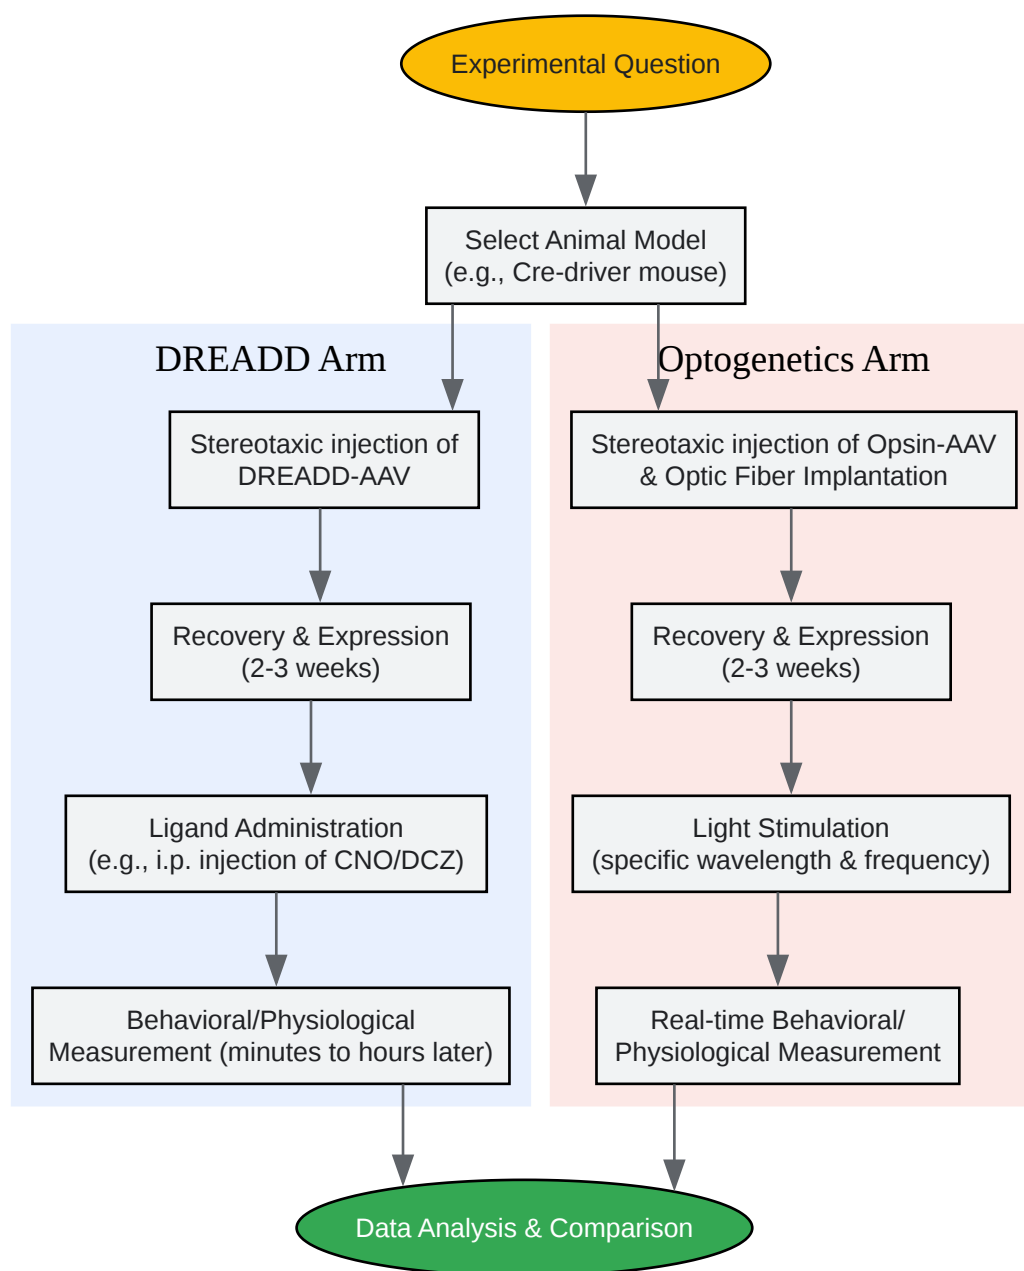 Experimental Question
Select Animal Model
(e.g., Cre-driver mouse)
DREADD Arm
Stereotaxic injection of
DREADD-AAV
Recovery & Expression
(2-3 weeks)
Ligand Administration
(e.g., i.p. injection of CNO/DCZ)
Behavioral/Physiological
Measurement (minutes to hours later)
Optogenetics Arm
Stereotaxic injection of Opsin-AAV
& Optic Fiber Implantation
Recovery & Expression
(2-3 weeks)
Light Stimulation
(specific wavelength & frequency)
Real-time Behavioral/
Physiological Measurement
Data Analysis & Comparison